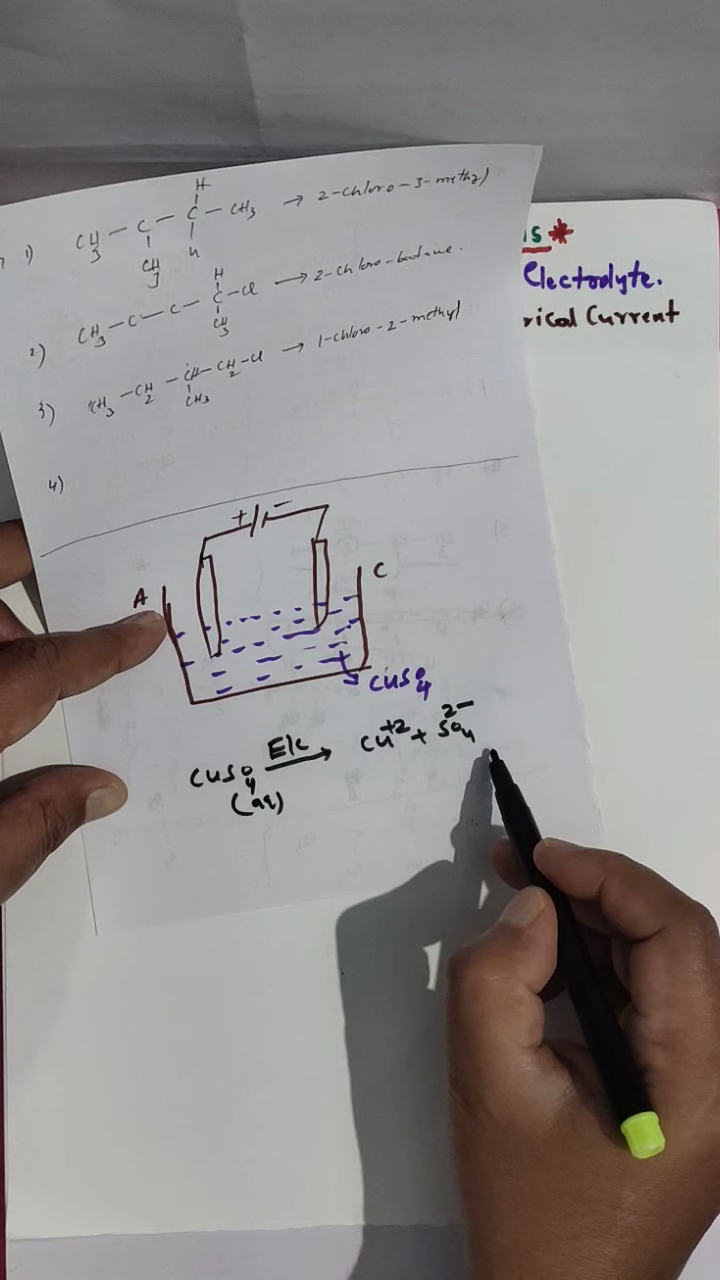 is*
Electrolyte.
rical Current
1) CH3 – C – C – CH3 → 2-chloro-3-methyl
H
CH3
H
2) CH3 – C – C – C – Cl → 2-chloro-butane.
H
CH3
3) CH3 – CH2 – CH – CH2 – Cl → 1-chloro-2-methyl
CH3
4)
+ −
A C
CuSO4
CuSO4 E/c → Cu+2 + SO4 2−
(aq)